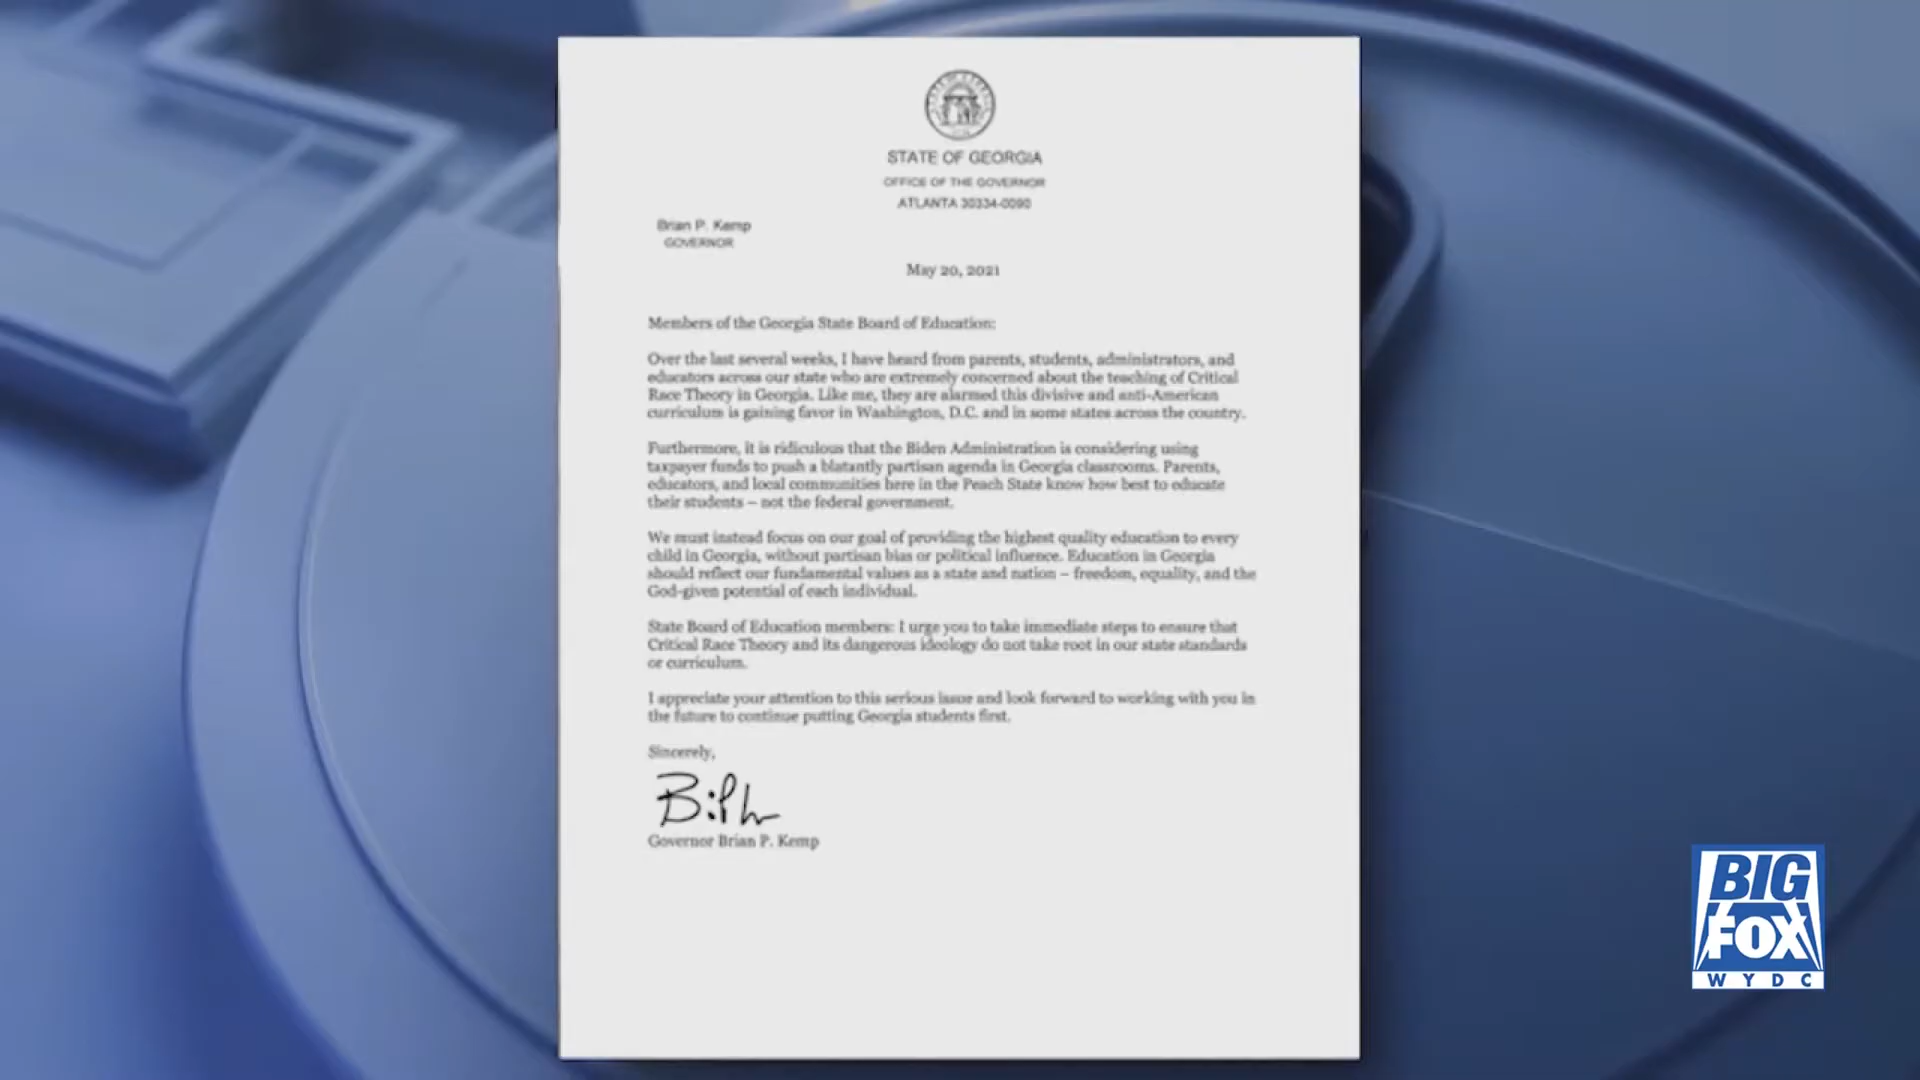 STATE OF GEORGIA
OFFICE OF THE GOVERNOR
ATLANTA 30334-0090
Brian P. Kemp
GOVERNOR
May 20, 2021
Members of the Georgia State Board of Education:
Over the last several weeks, I have heard from parents, students, administrators, and
educators across our state who are extremely concerned about the teaching of Critical
Race Theory in Georgia. Like me, they are alarmed this divisive and anti-American
curriculum is gaining favor in Washington, D.C. and in some states across the country.
Furthermore, it is ridiculous that the Biden Administration is considering using
taxpayer funds to push a blatantly partisan agenda in Georgia classrooms. Parents,
educators, and local communities here in the Peach State know how best to educate
their students – not the federal government.
We must instead focus on our goal of providing the highest quality education to every
child in Georgia, without partisan bias or political influence. Education in Georgia
should reflect our fundamental values as a state and nation – freedom, equality, and the
God-given potential of each individual.
State Board of Education members: I urge you to take immediate steps to ensure that
Critical Race Theory and its dangerous ideology do not take root in our state standards
or curriculum.
I appreciate your attention to this serious issue and look forward to working with you in
the future to continue putting Georgia students first.
Sincerely,
Governor Brian P. Kemp
BIG
FOX
WYDC